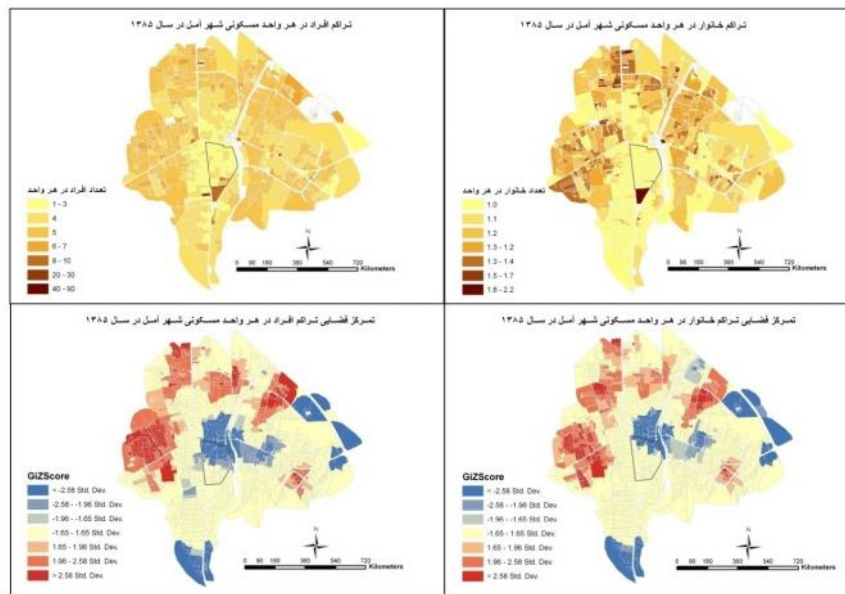 تراکم افراد در هر واحد مسکونی شهر آمل در سال ۱۳۸۵
تعداد افراد در هر واحد
1 - 3
4
5
6 - 7
8 - 10
20 - 30
40 - 90
N
0 90 180 360 540 720
Kilometers
تراکم خانوار در هر واحد مسکونی شهر آمل در سال ۱۳۸۵
تعداد خانوار در هر واحد
1.0
1.1
1.2
1.3 - 1.2
1.3 - 1.4
1.5 - 1.7
1.8 - 2.2
N
0 90 180 360 540 720
Kilometers
تمرکز فضایی تراکم افراد در هر واحد مسکونی شهر آمل در سال ۱۳۸۵
GiZScore
< -2.58 Std. Dev.
-2.58 - -1.96 Std. Dev.
-1.96 - -1.65 Std. Dev.
-1.65 - 1.65 Std. Dev.
1.65 - 1.96 Std. Dev.
1.96 - 2.58 Std. Dev.
> 2.58 Std. Dev.
N
0 90 180 360 540 720
Kilometers
تمرکز فضایی تراکم خانوار در هر واحد مسکونی شهر آمل در سال ۱۳۸۵
GiZScore
< -2.58 Std. Dev.
-2.58 - -1.96 Std. Dev.
-1.96 - -1.65 Std. Dev.
-1.65 - 1.65 Std. Dev.
1.65 - 1.96 Std. Dev.
1.96 - 2.58 Std. Dev.
> 2.58 Std. Dev.
N
0 90 180 360 540 720
Kilometers